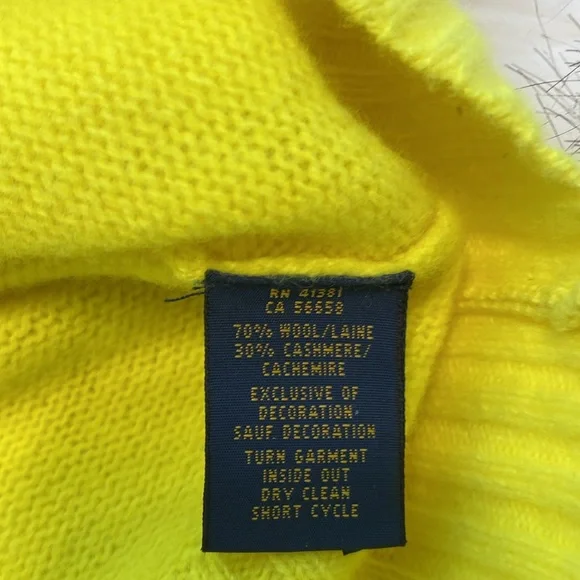 RN 41381
CA 56658
70% WOOL/LAINE
30% CASHMERE/
CACHEMIRE
EXCLUSIVE OF
DECORATION
SAUF. DECORATION
TURN GARMENT
INSIDE OUT
DRY CLEAN
SHORT CYCLE